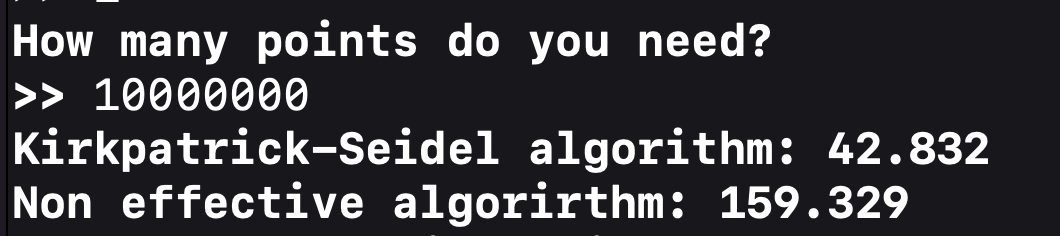 How many points do you need?
>> 10000000
Kirkpatrick–Seidel algorithm: 42.832
Non effective algorirthm: 159.329